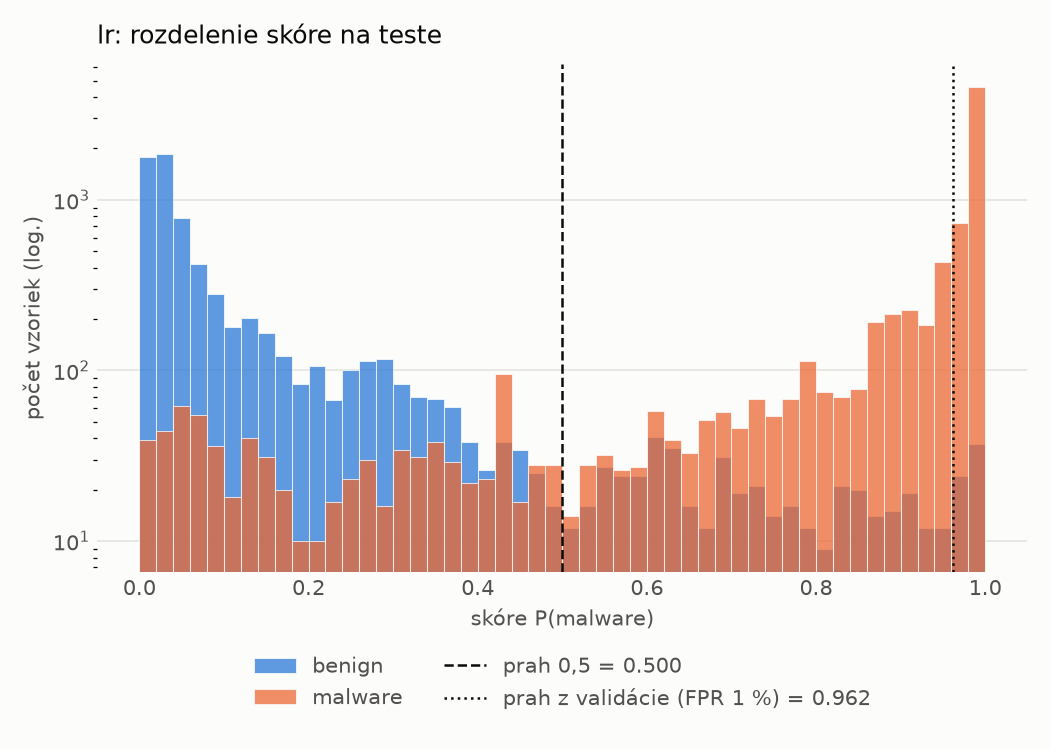 lr: rozdelenie skóre na teste
počet vzoriek (log.)
10³
10²
10¹
0.0 0.2 0.4 0.6 0.8 1.0
skóre P(malware)
benign
malware
prah 0,5 = 0.500
prah z validácie (FPR 1 %) = 0.962